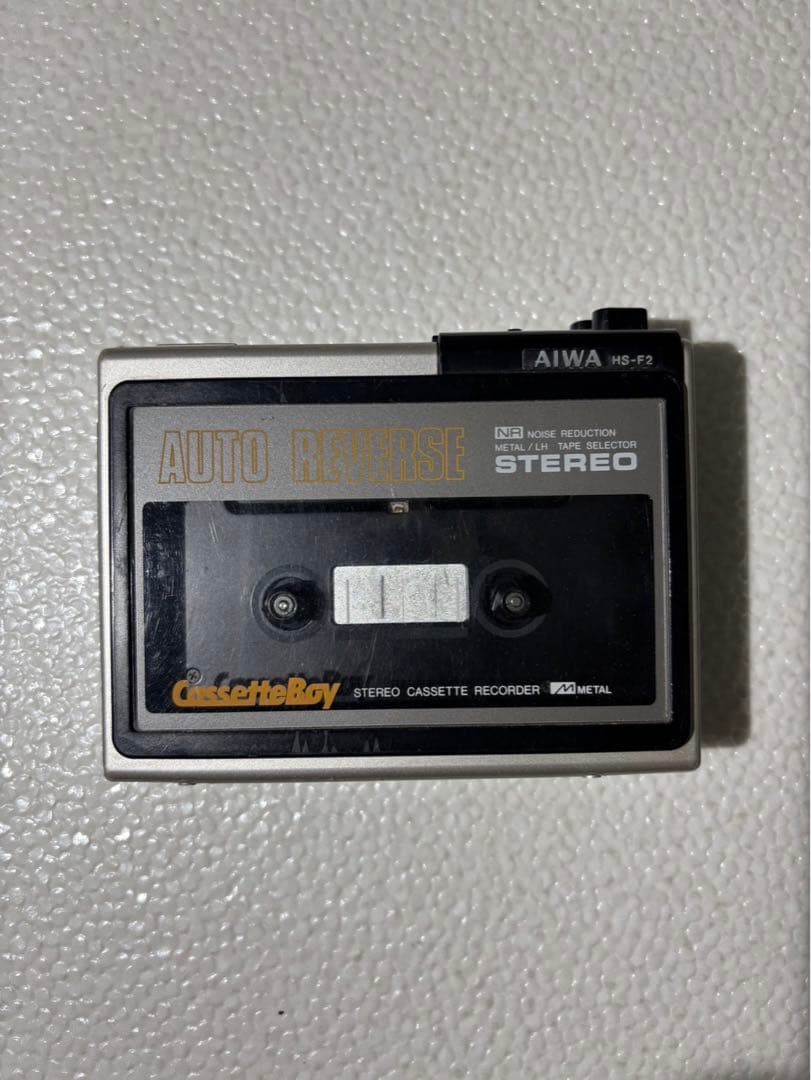 AIWA HS-F2
AUTO REVERSE
NR NOISE REDUCTION
METAL/LH TAPE SELECTOR
STEREO
CassetteBoy STEREO CASSETTE RECORDER M METAL